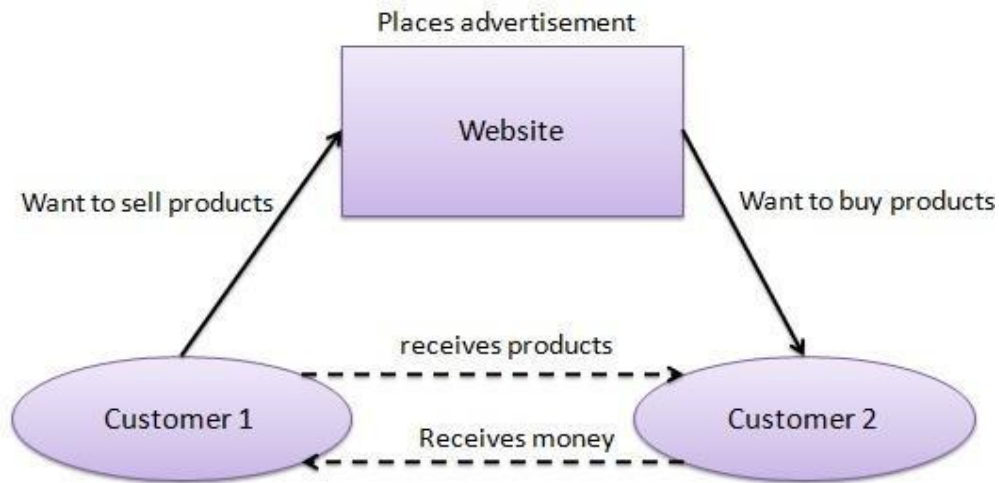 Places advertisement
Website
Want to sell products
Want to buy products
receives products
Customer 1
Customer 2
Receives money